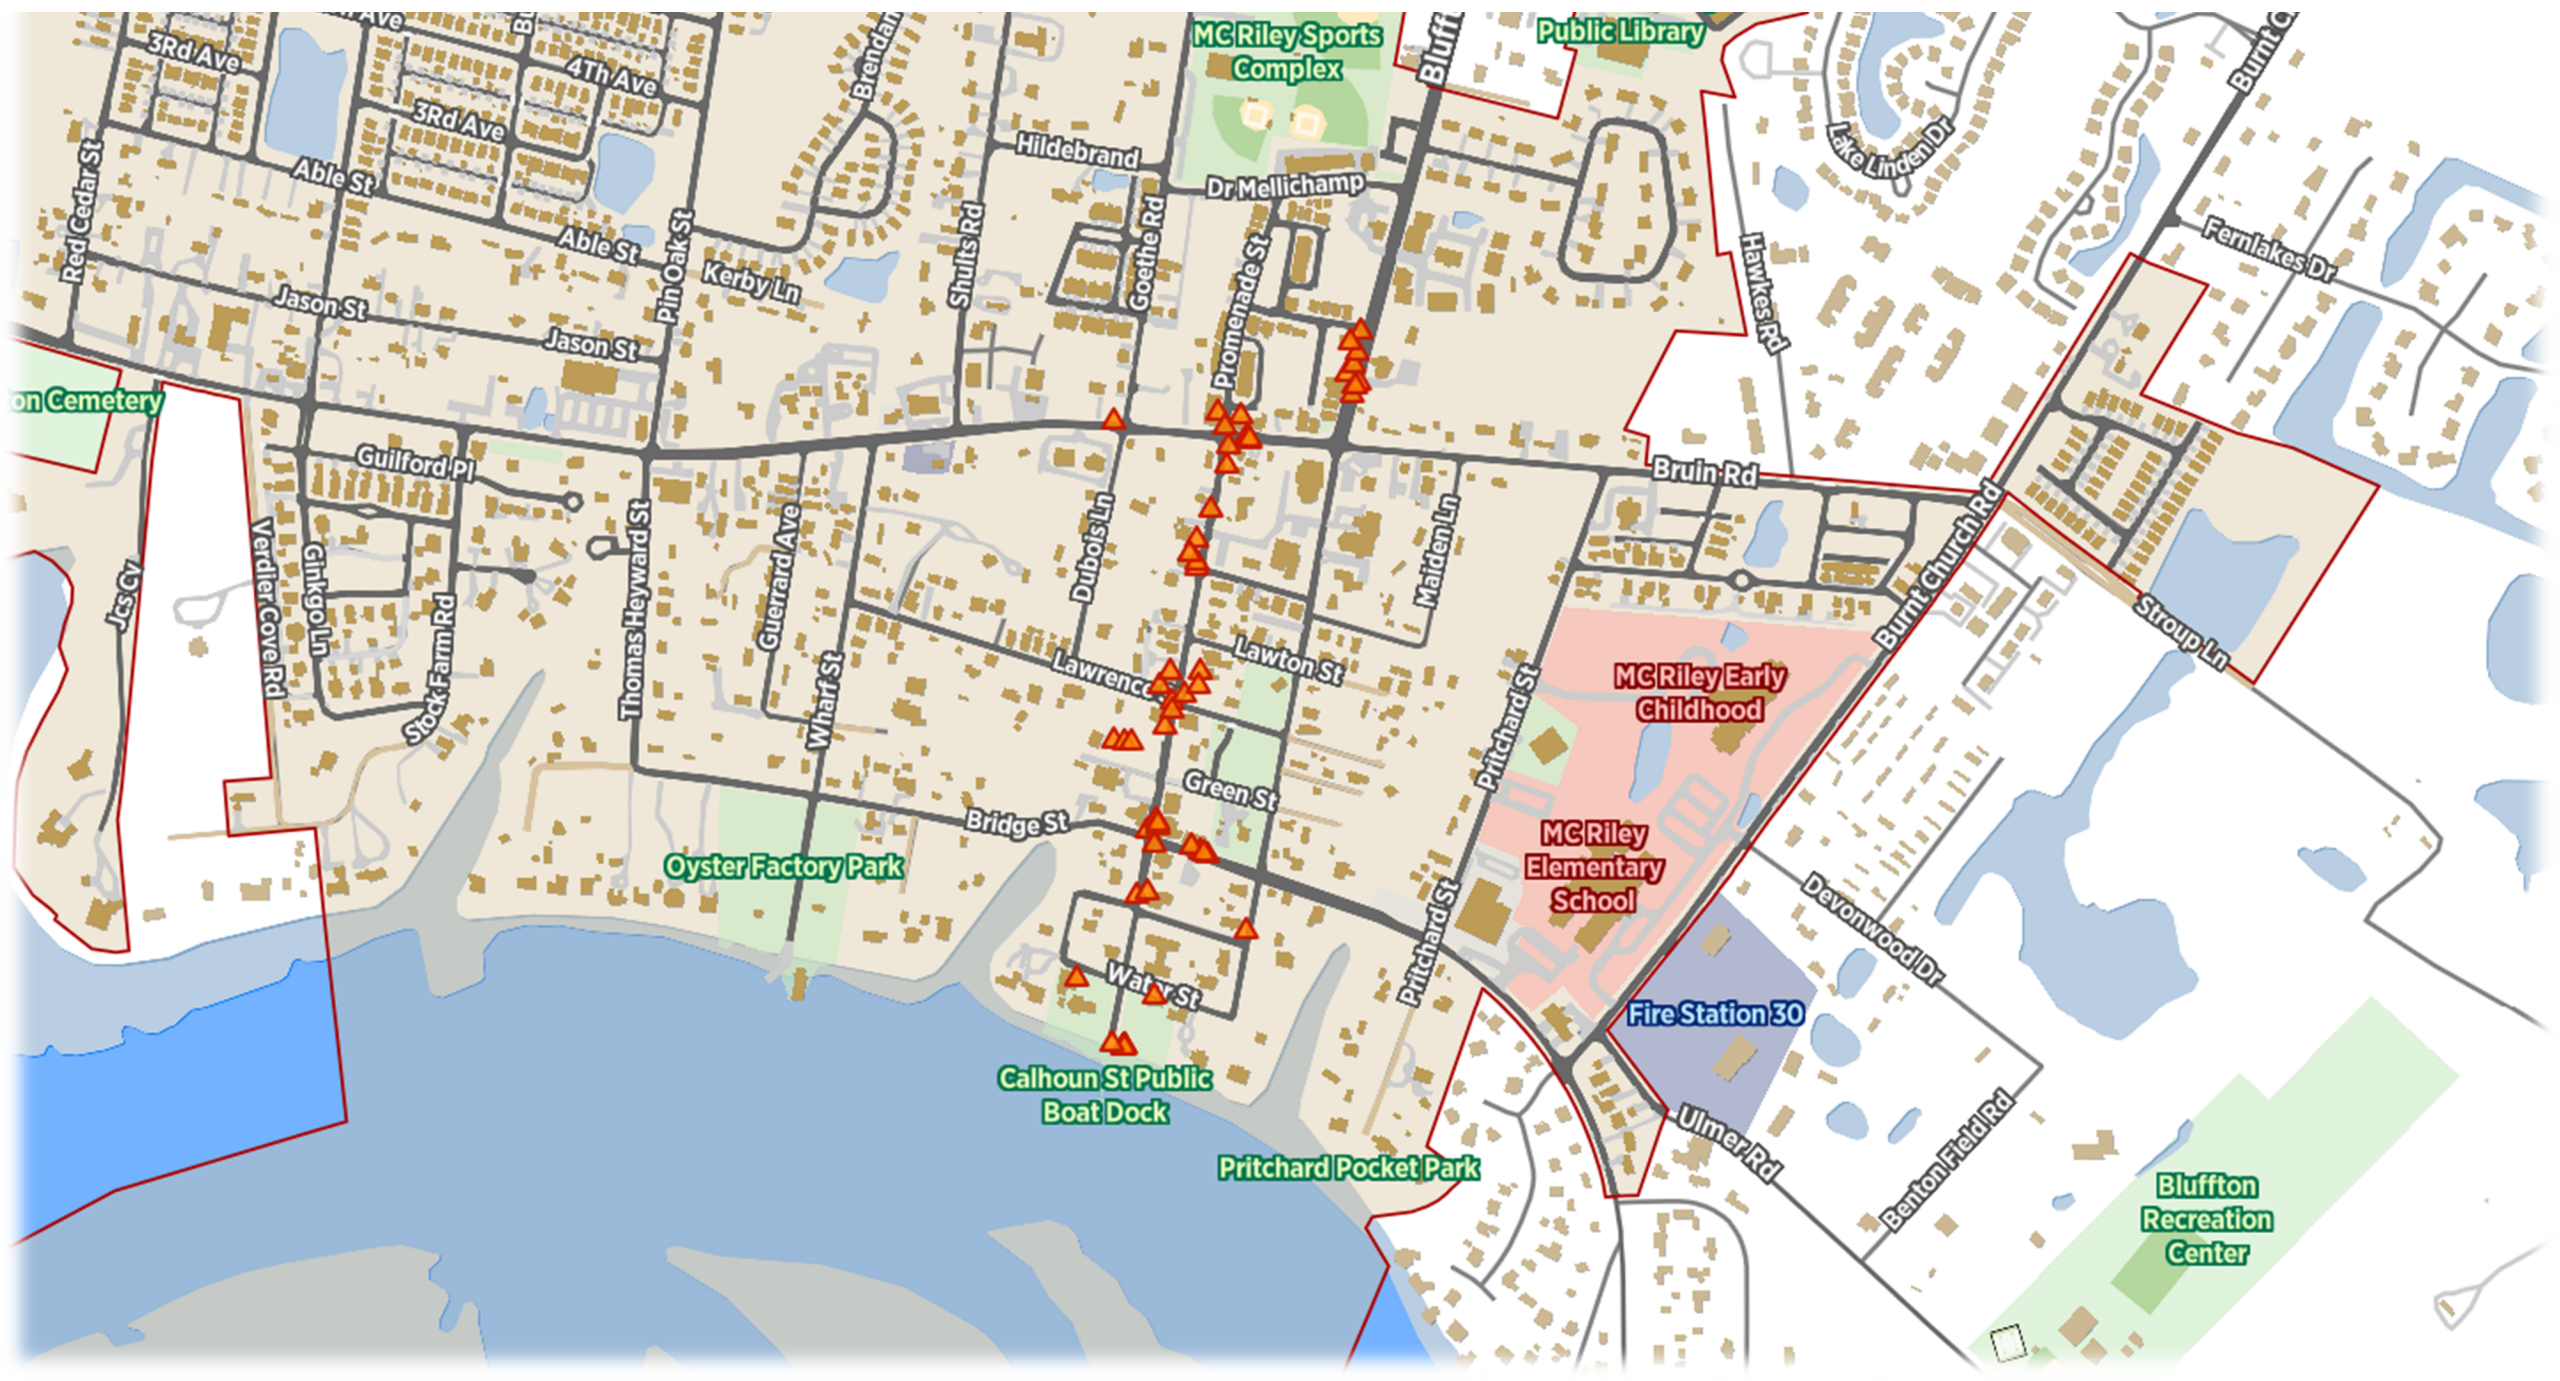 MC Riley Sports
Complex
Public Library
3Rd Ave
4Th Ave
3Rd Ave
Lake Linden Dr
Hildebrand
Dr Mellichamp
Red Cedar St
Able St
Able St
Pin Oak St
Kerby Ln
Shults Rd
Goethe Rd
Promenade St
Hawkes Rd
Fernlakes Dr
Jason St
Jason St
Cemetery
Guilford Pl
Bruin Rd
Jcs Cv
Verdier Cove Rd
Ginkgo Ln
Stock Farm Rd
Thomas Heyward St
Guerrard Ave
Wharf St
Dubois Ln
Maiden Ln
Burnt Church Rd
Stroup Ln
Lawrence
Lawton St
Pritchard St
MC Riley Early
Childhood
Green St
Bridge St
MC Riley
Elementary
School
Oyster Factory Park
Pritchard St
Devonwood Dr
Water St
Fire Station 30
Calhoun St Public
Boat Dock
Pritchard Pocket Park
Ulmer Rd
Benton Field Rd
Bluffton
Recreation
Center